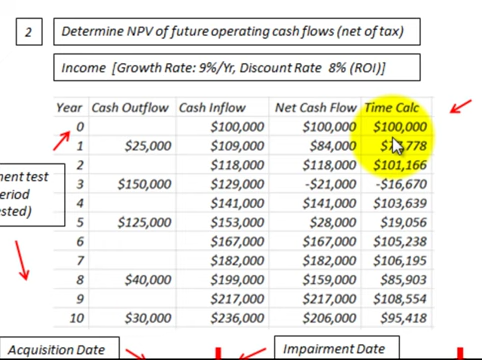 2 Determine NPV of future operating cash flows (net of tax)
Income [Growth Rate: 9%/Yr, Discount Rate 8% (ROI)]
Year Cash Outflow Cash Inflow Net Cash Flow Time Calc
0 $100,000 $100,000 $100,000
1 $25,000 $109,000 $84,000
2 $118,000 $118,000 $101,166
3 $150,000 $129,000 -$21,000 -$16,670
4 $141,000 $141,000 $103,639
5 $125,000 $153,000 $28,000 $19,056
6 $167,000 $167,000 $105,238
7 $182,000 $182,000 $106,195
8 $40,000 $199,000 $159,000 $85,903
9 $217,000 $217,000 $108,554
10 $30,000 $236,000 $206,000 $95,418
ment test
eriod
sted)
Acquisition Date
Impairment Date